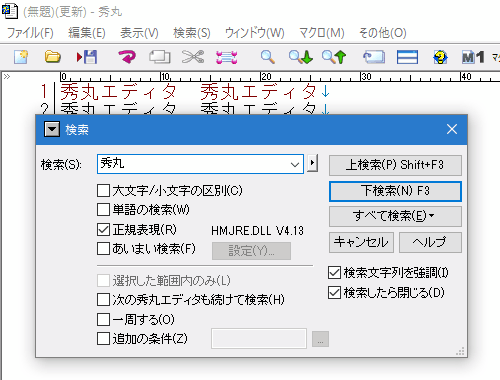 (無題)(更新) - 秀丸
ファイル(F) 編集(E) 表示(V) 検索(S) ウィンドウ(W) マクロ(M) その他(O)
M1 マク
0 10 20 30 40
1 秀丸エディタ 秀丸エディタ↓
2 秀丸エディタ 秀丸エディタ↓
検索
検索(S): 秀丸 上検索(P) Shift+F3
大文字/小文字の区別(C) 下検索(N) F3
単語の検索(W) すべて検索(E)
正規表現(R) HMJRE.DLL V4.13
あいまい検索(F) 設定(Y)... キャンセル ヘルプ
選択した範囲内のみ(L) 検索文字列を強調(I)
次の秀丸エディタも続けて検索(H) 検索したら閉じる(D)
一周する(O)
追加の条件(Z) ...